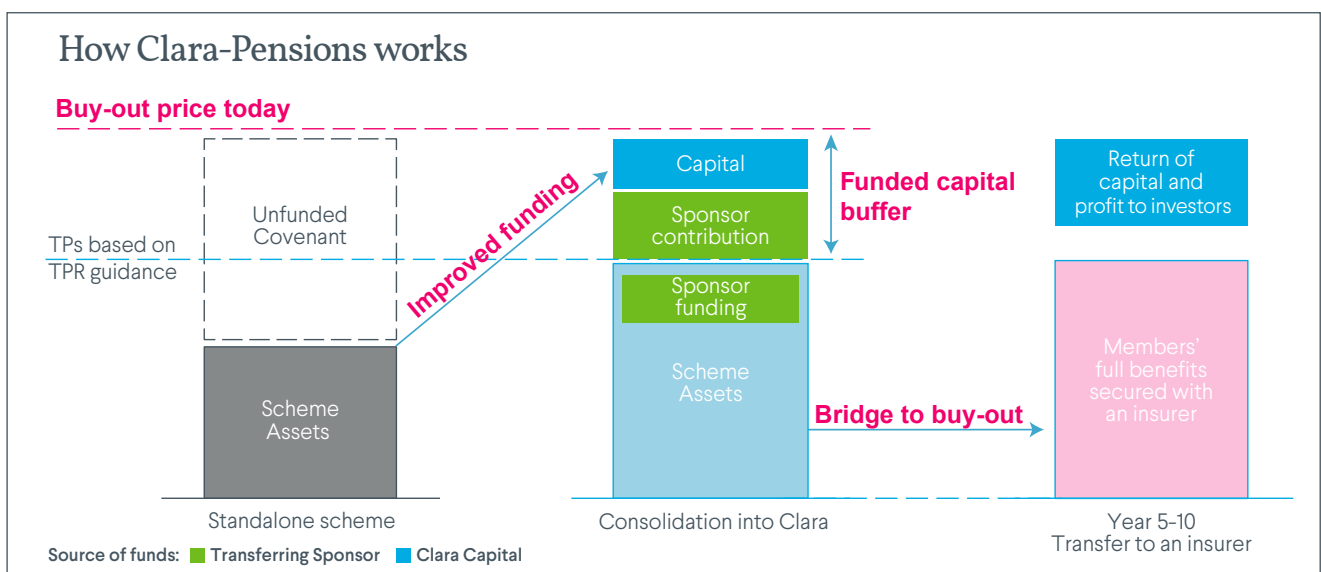 How Clara-Pensions works
Buy-out price today
Unfunded
Covenant
TPs based on
TPR guidance
Scheme
Assets
Improved funding
Capital
Sponsor
contribution
Sponsor
funding
Scheme
Assets
Funded capital
buffer
Bridge to buy-out
Return of
capital and
profit to investors
Members’
full benefits
secured with
an insurer
Standalone scheme
Consolidation into Clara
Year 5-10
Transfer to an insurer
Source of funds: Transferring Sponsor Clara Capital